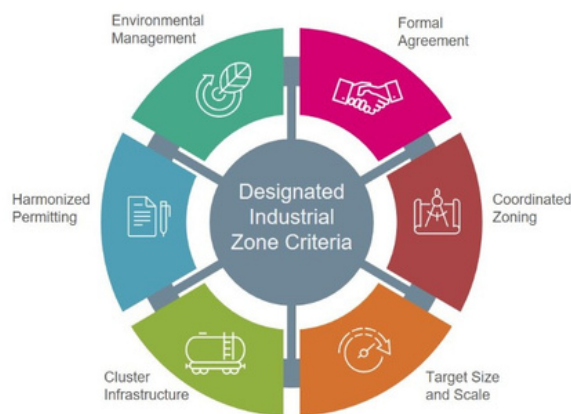 Environmental
Management
Formal
Agreement
Harmonized
Permitting
Designated
Industrial
Zone Criteria
Coordinated
Zoning
Cluster
Infrastructure
Target Size
and Scale